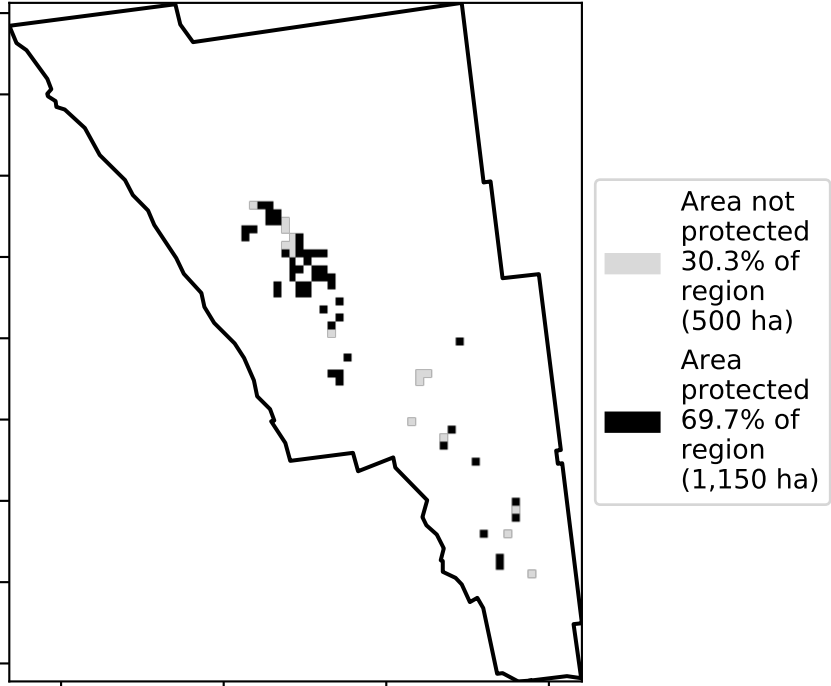 Area not
protected
30.3% of
region
(500 ha)
Area
protected
69.7% of
region
(1,150 ha)